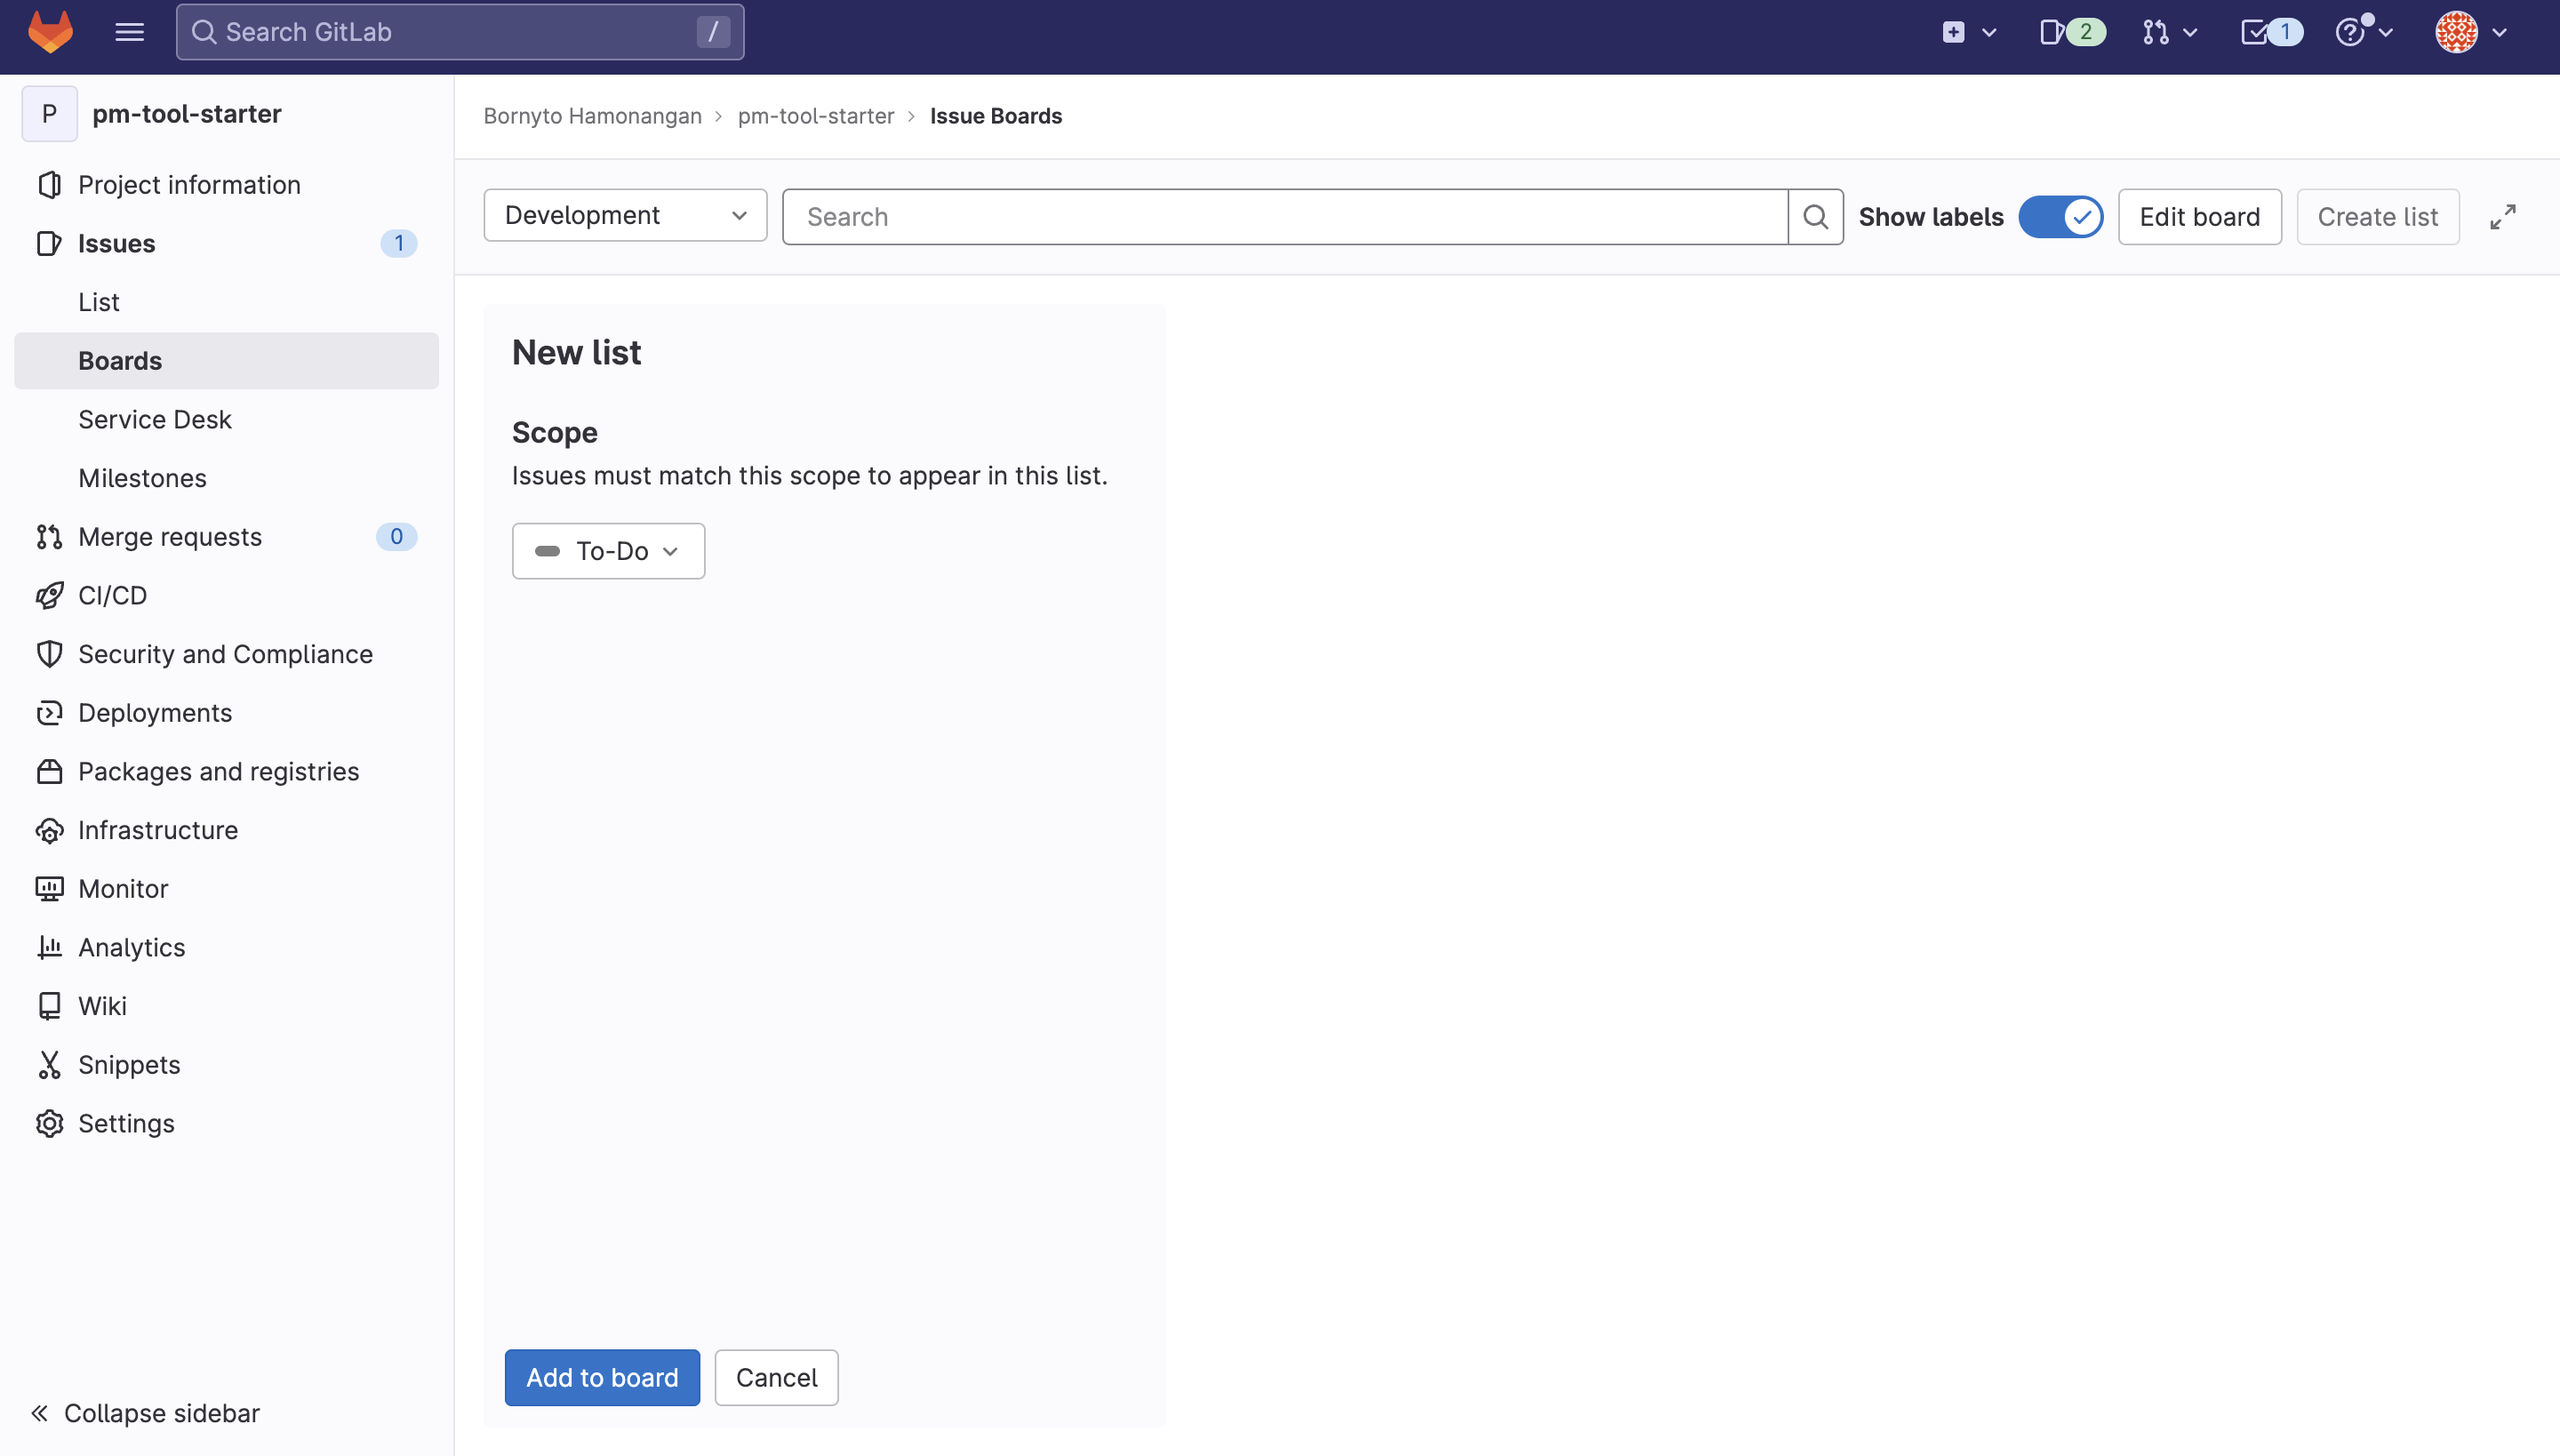 Search GitLab /
2
1
P pm-tool-starter
Project information
Issues 1
List
Boards
Service Desk
Milestones
Merge requests 0
CI/CD
Security and Compliance
Deployments
Packages and registries
Infrastructure
Monitor
Analytics
Wiki
Snippets
Settings
Collapse sidebar
Bornyto Hamonangan pm-tool-starter Issue Boards
Development Search Show labels Edit board Create list
New list
Scope
Issues must match this scope to appear in this list.
To-Do
Add to board Cancel